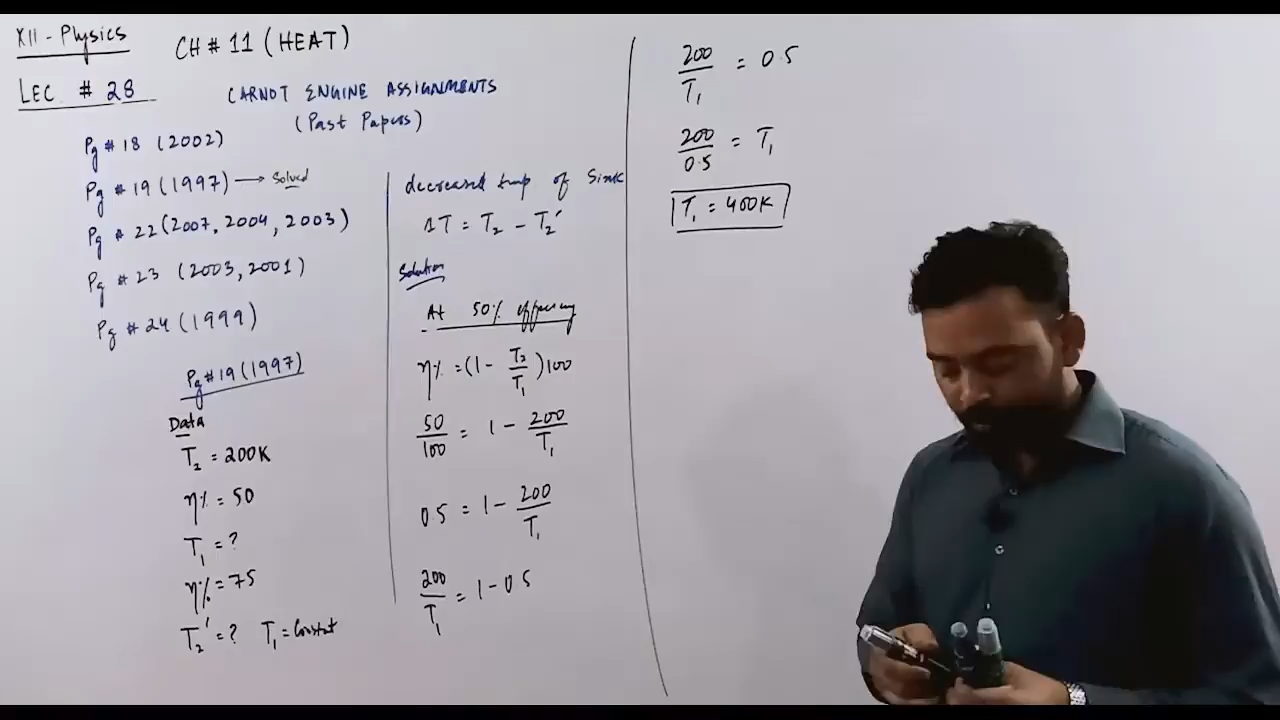 XII - Physics
CH # 11 (HEAT)
LEC # 28
CARNOT ENGINE ASSIGNMENTS
(Past Papers)
Pg # 18 (2002)
Pg # 19 (1997) → Solved
Pg # 22 (2007, 2004, 2003)
Pg # 23 (2003, 2001)
Pg # 24 (1999)
Pg # 19 (1997)
Data
T₂ = 200K
η% = 50
T₁ = ?
η% = 75
T₂' = ? T₁ = Constant
decreased temp of Sink
ΔT = T₂ - T₂'
Solution
At 50% efficiency
η% = (1 - T₂/T₁)100
50/100 = 1 - 200/T₁
0.5 = 1 - 200/T₁
200/T₁ = 1 - 0.5
200/T₁ = 0.5
200/0.5 = T₁
T₁ = 400K